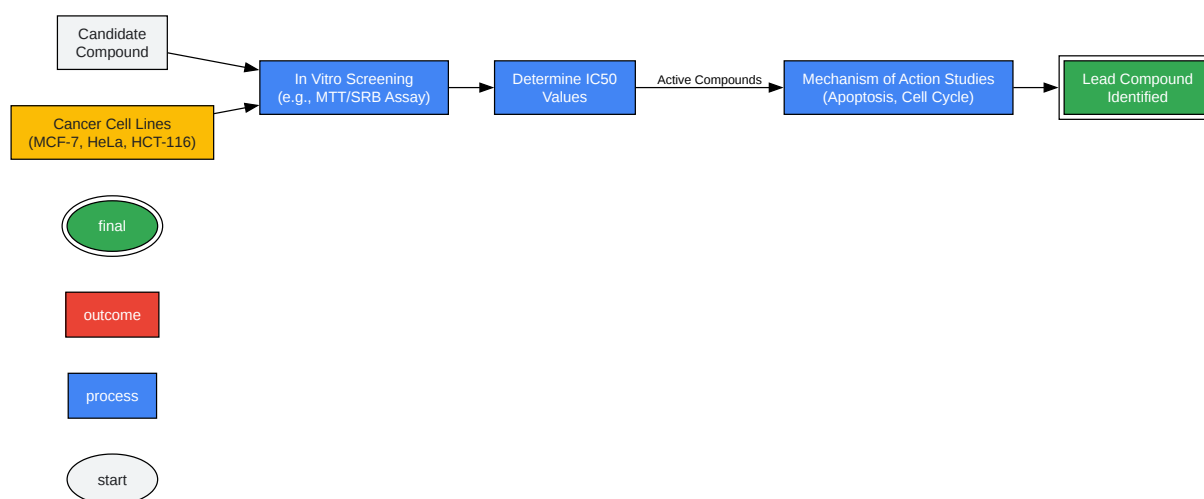 Candidate
Compound
Cancer Cell Lines
(MCF-7, HeLa, HCT-116)
In Vitro Screening
(e.g., MTT/SRB Assay)
Determine IC50
Values
Active Compounds
Mechanism of Action Studies
(Apoptosis, Cell Cycle)
Lead Compound
Identified
final
outcome
process
start